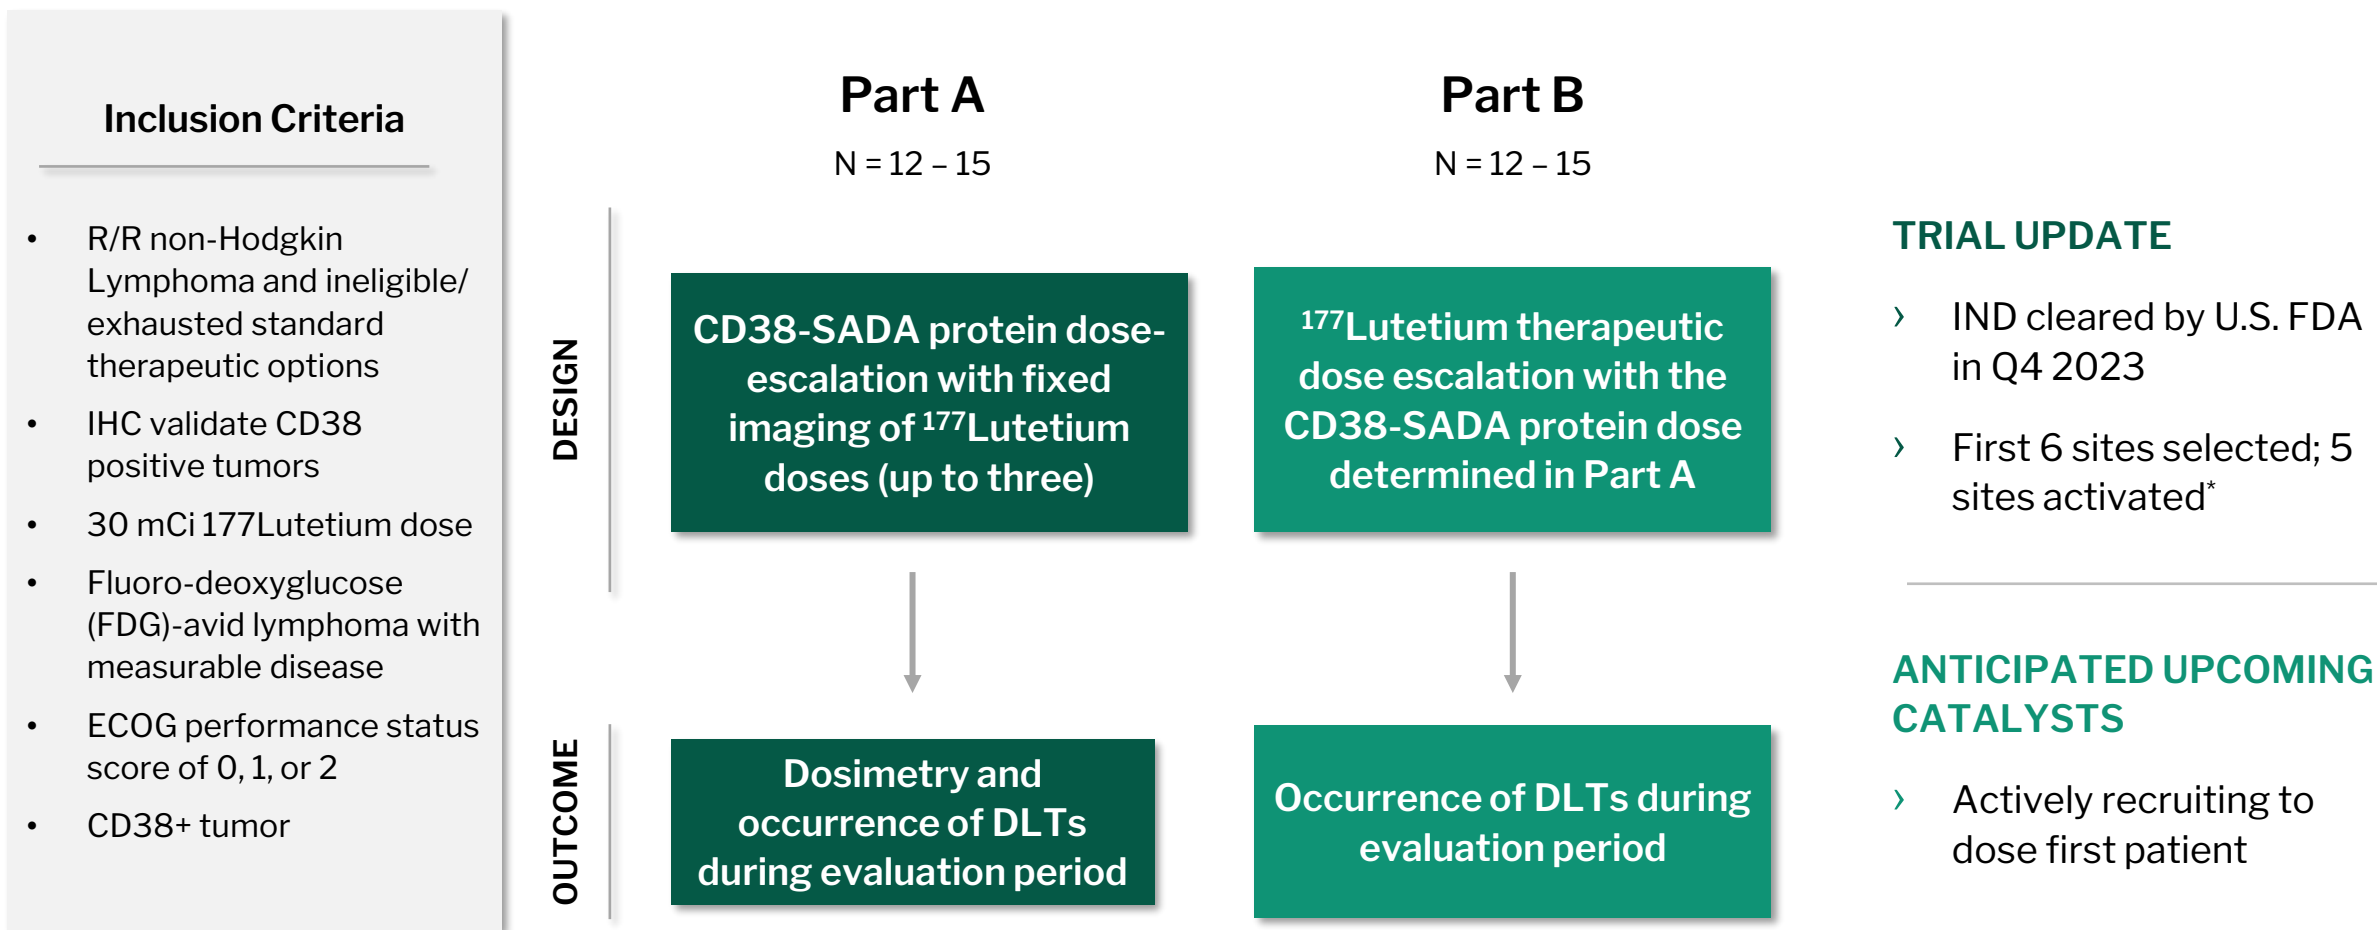 Inclusion Criteria
• R/R non-Hodgkin
Lymphoma and ineligible/
exhausted standard
therapeutic options
• IHC validate CD38
positive tumors
• 30 mCi 177Lutetium dose
• Fluoro-deoxyglucose
(FDG)-avid lymphoma with
measurable disease
• ECOG performance status
score of 0, 1, or 2
• CD38+ tumor
DESIGN
OUTCOME
Part A
N = 12 – 15
CD38-SADA protein dose-
escalation with fixed
imaging of ¹⁷⁷Lutetium
doses (up to three)
Dosimetry and
occurrence of DLTs
during evaluation period
Part B
N = 12 – 15
¹⁷⁷Lutetium therapeutic
dose escalation with the
CD38-SADA protein dose
determined in Part A
Occurrence of DLTs during
evaluation period
TRIAL UPDATE
› IND cleared by U.S. FDA
in Q4 2023
› First 6 sites selected; 5
sites activated*
ANTICIPATED UPCOMING
CATALYSTS
› Actively recruiting to
dose first patient